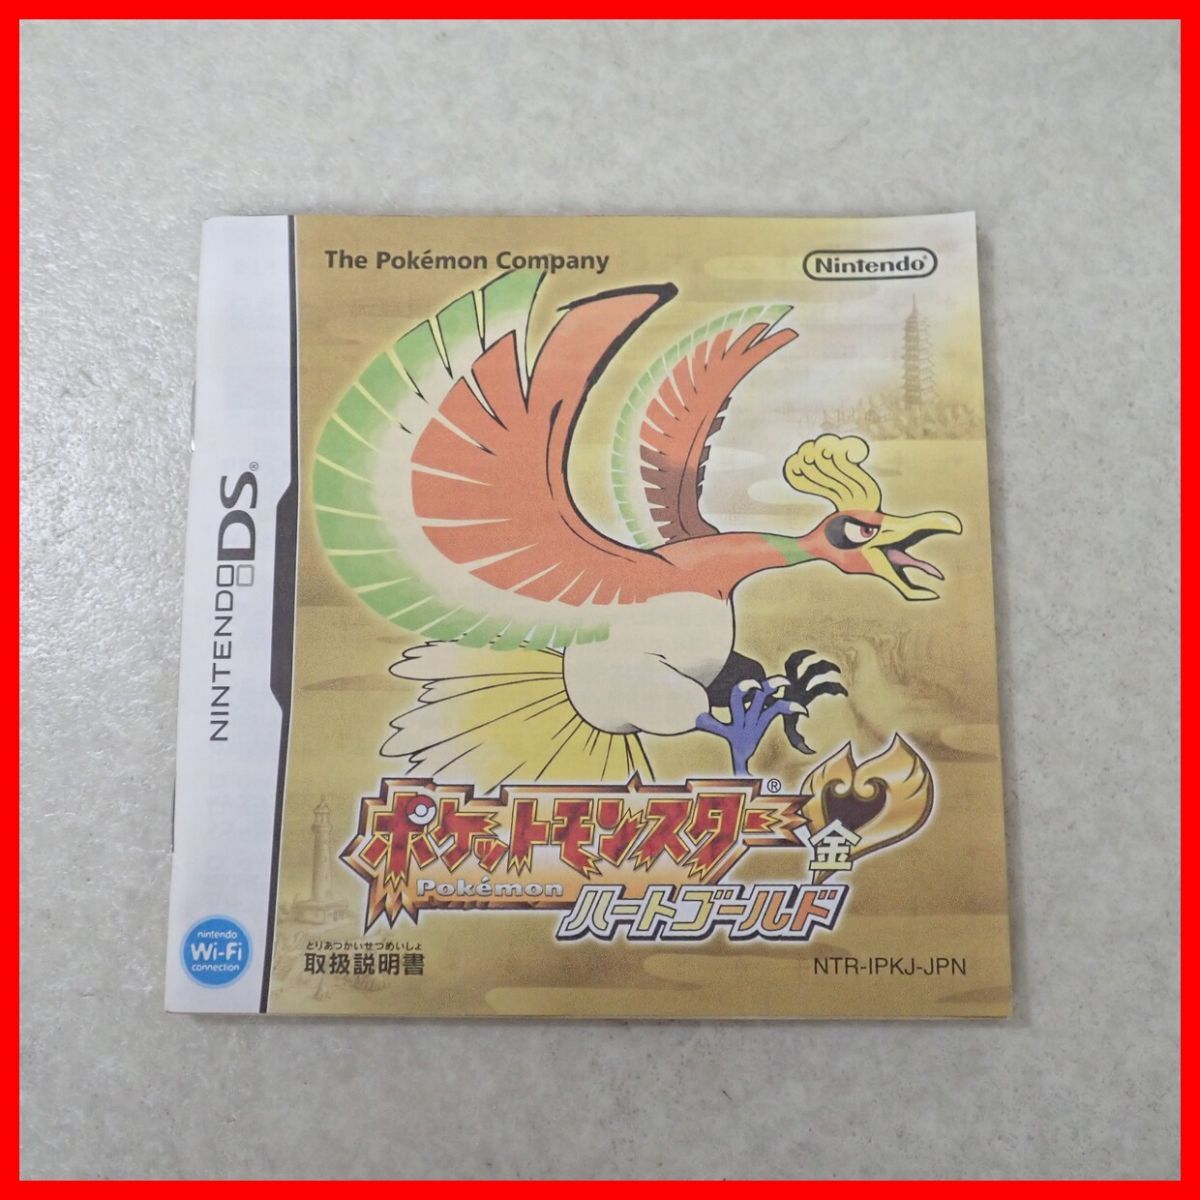 The Pokémon Company
Nintendo®
NINTENDO DS®
ポケットモンスター®
Pokémon
金
ハートゴールド
nintendo
Wi-Fi
connection
とりあつかいせつめいしょ
取扱説明書
NTR-IPKJ-JPN